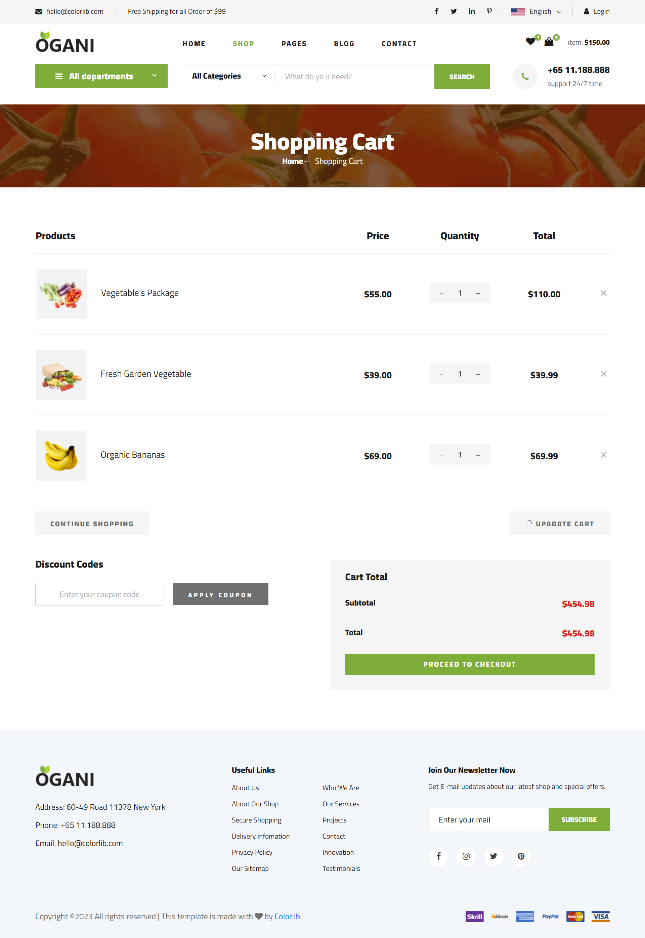 hello@colorlib.com
Free Shipping for all Order of $99
English
Login
OGANI
HOME
SHOP
PAGES
BLOG
CONTACT
item: $150.00
All departments
All Categories
What do yo u need?
SEARCH
+65 11.188.888
support 24/7 time
Shopping Cart
Home— Shopping Cart
Products
Price
Quantity
Total
Vegetable's Package
$55.00
- 1 +
$110.00
Fresh Garden Vegetable
$39.00
- 1 +
$39.99
Organic Bananas
$69.00
- 1 +
$69.99
CONTINUE SHOPPING
UPADATE CART
Discount Codes
Enter your coupon code
APPLY COUPON
Cart Total
Subtotal
$454.98
Total
$454.98
PROCEED TO CHECKOUT
OGANI
Address: 60-49 Road 11378 New York
Phone: +65 11.188.888
Email: hello@colorlib.com
Useful Links
About Us
About Our Shop
Secure Shopping
Delivery infomation
Privacy Policy
Our Sitemap
Who We Are
Our Services
Projects
Contact
Innovation
Testimonials
Join Our Newsletter Now
Get E-mail updates about our latest shop and special offers.
Enter your mail
SUBSCRIBE
Copyright ©2023 All rights reserved | This template is made with by Colorlib
Skrill
PayPal
VISA